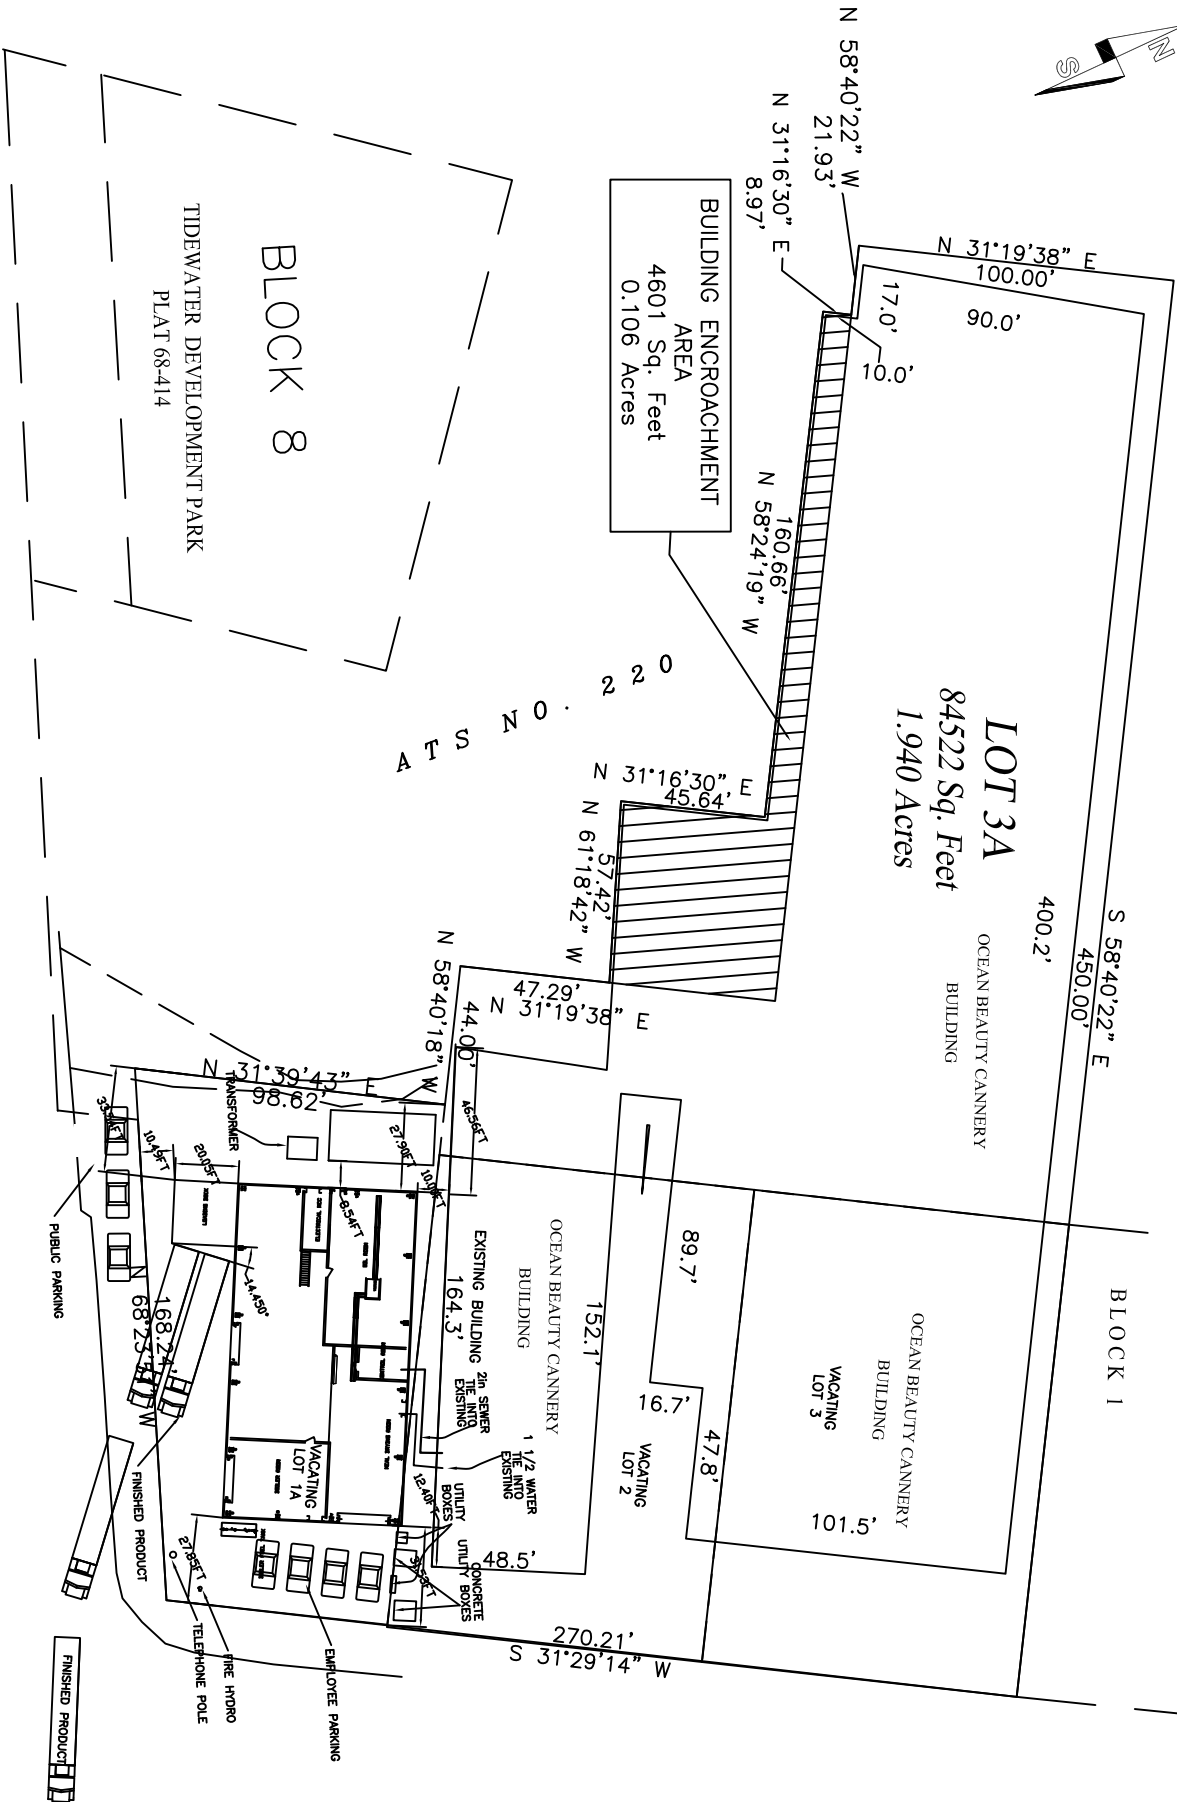 N
S
N 58°40'22" W
21.93'
N 31°16'30" E
8.97'
N 31°19'38" E
100.00'
90.0'
17.0'
10.0'
BUILDING ENCROACHMENT
AREA
4601 Sq. Feet
0.106 Acres
160.66'
N 58°24'19" W
BLOCK 8
TIDEWATER DEVELOPMENT PARK
PLAT 68-414
ATS NO. 220
LOT 3A
84522 Sq. Feet
1.940 Acres
S 58°40'22" E
450.00'
400.2'
OCEAN BEAUTY CANNERY
BUILDING
N 31°16'30" E
45.64'
57.42'
N 61°18'42" W
47.29'
N 31°19'38" E
44.00'
N 58°40'18" W
N 31°39'43" E
98.62'
TRANSFORMER
46.56FT
27.90FT
20.05FT
10.49FT
8.54FT
14.450°
PUBLIC PARKING
168.24'
FINISHED PRODUCT
FINISHED PRODUCT
EXISTING BUILDING
164.3'
OCEAN BEAUTY CANNERY
BUILDING
152.1'
89.7'
16.7'
47.8'
101.5'
48.5'
BLOCK 1
OCEAN BEAUTY CANNERY
BUILDING
VACATING
LOT 3
VACATING
LOT 2
VACATING
LOT 1A
2in SEWER
TIE INTO
EXISTING
1 1/2 WATER
TIE INTO
EXISTING
12.40FT
UTILITY
BOXES
CONCRETE
UTILITY BOXES
27.85FT
270.21'
S 31°29'14" W
EMPLOYEE PARKING
FIRE HYDRO
TELEPHONE POLE